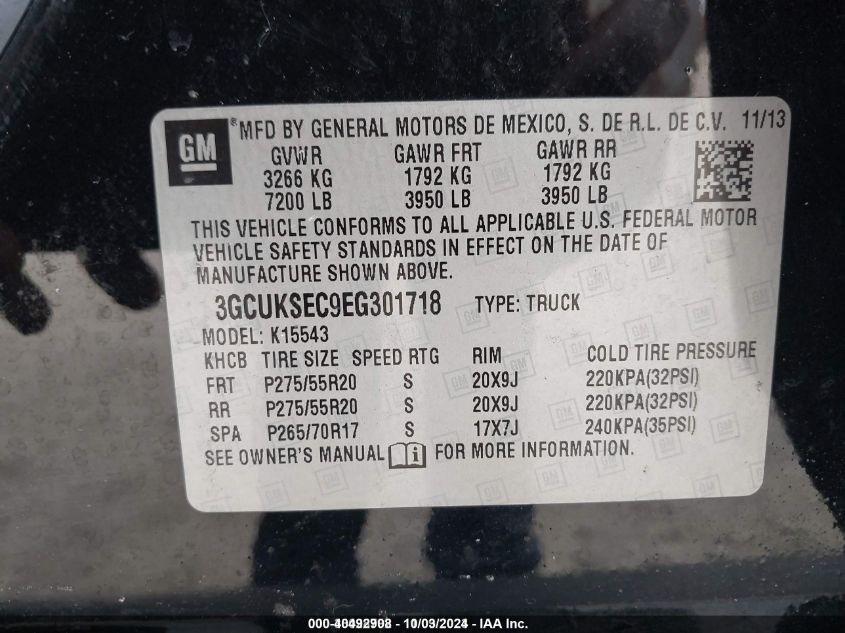 GM ®MFD BY GENERAL MOTORS DE MEXICO, S. DE R.L. DE C.V. 11/13
GVWR GAWR FRT GAWR RR
3266 KG 1792 KG 1792 KG
7200 LB 3950 LB 3950 LB
THIS VEHICLE CONFORMS TO ALL APPLICABLE U.S. FEDERAL MOTOR
VEHICLE SAFETY STANDARDS IN EFFECT ON THE DATE OF
MANUFACTURE SHOWN ABOVE.
3GCUKSEC9EG301718 TYPE: TRUCK
MODEL: K15543
KHCB TIRE SIZE SPEED RTG RIM COLD TIRE PRESSURE
FRT P275/55R20 S 20X9J 220KPA(32PSI)
RR P275/55R20 S 20X9J 220KPA(32PSI)
SPA P265/70R17 S 17X7J 240KPA(35PSI)
SEE OWNER'S MANUAL i FOR MORE INFORMATION.
000-40492908 - 10/03/2024 - IAA Inc.